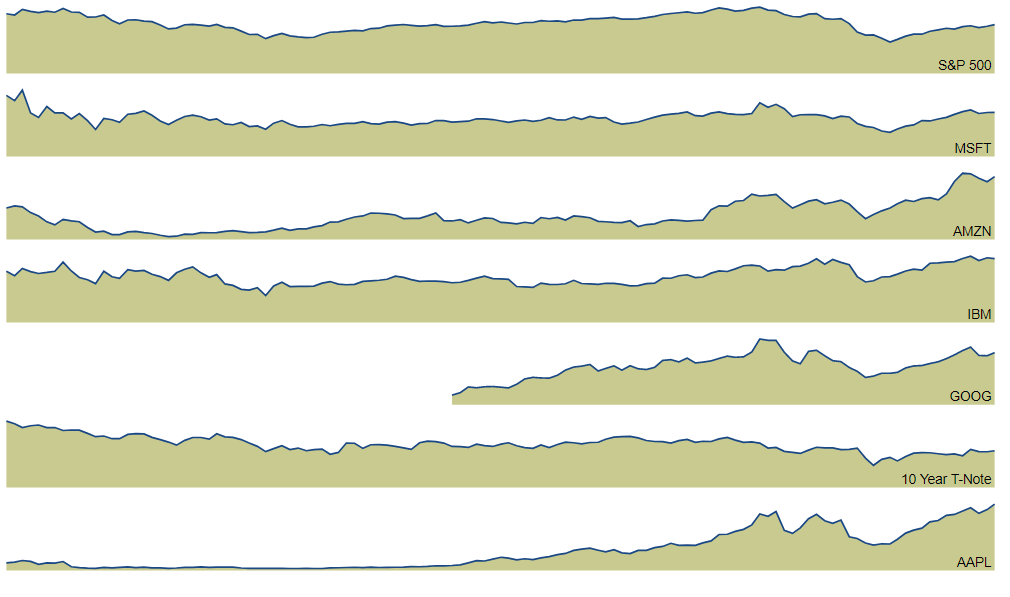 S&P 500
MSFT
AMZN
IBM
GOOG
10 Year T-Note
AAPL